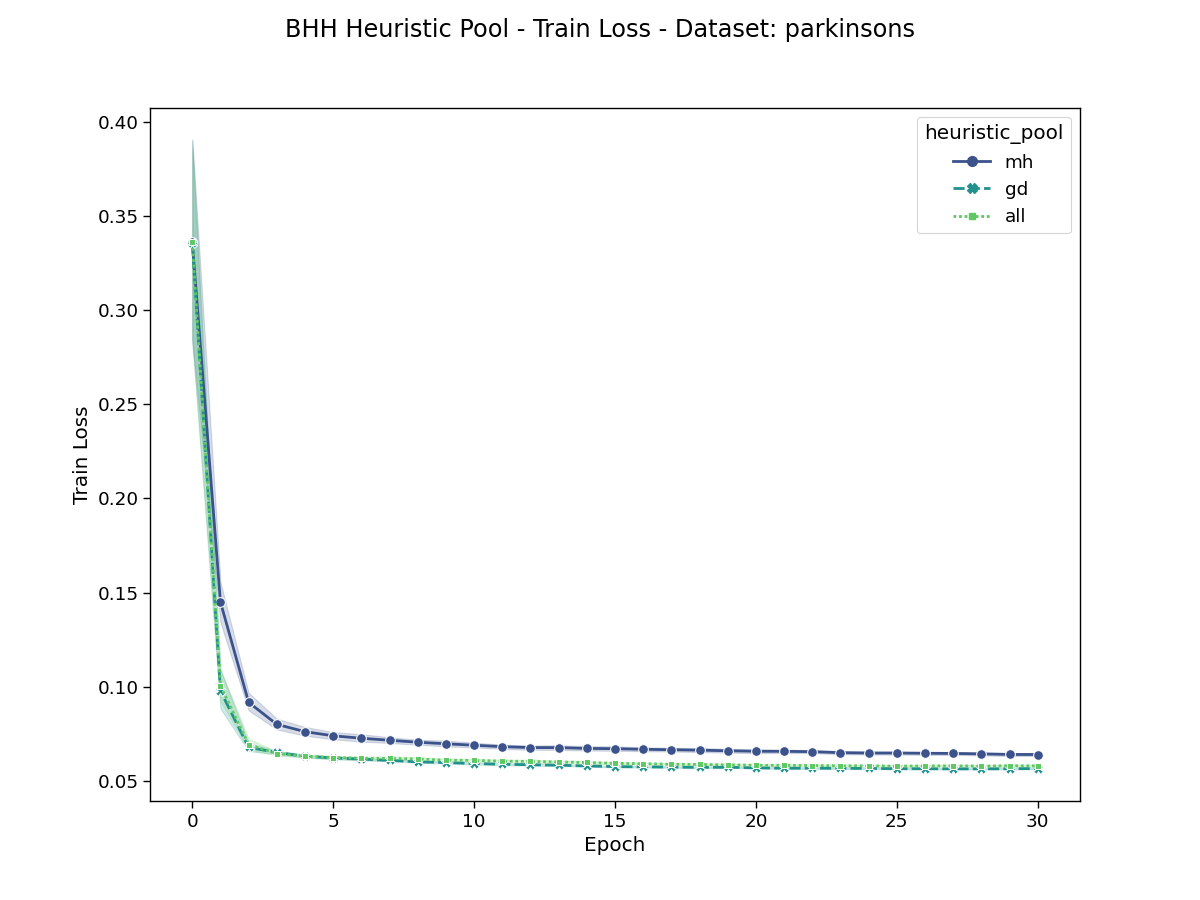 BHH Heuristic Pool - Train Loss - Dataset: parkinsons
heuristic_pool
mh
gd
all
0.40
0.35
0.30
0.25
0.20
0.15
0.10
0.05
Train Loss
0 5 10 15 20 25 30
Epoch